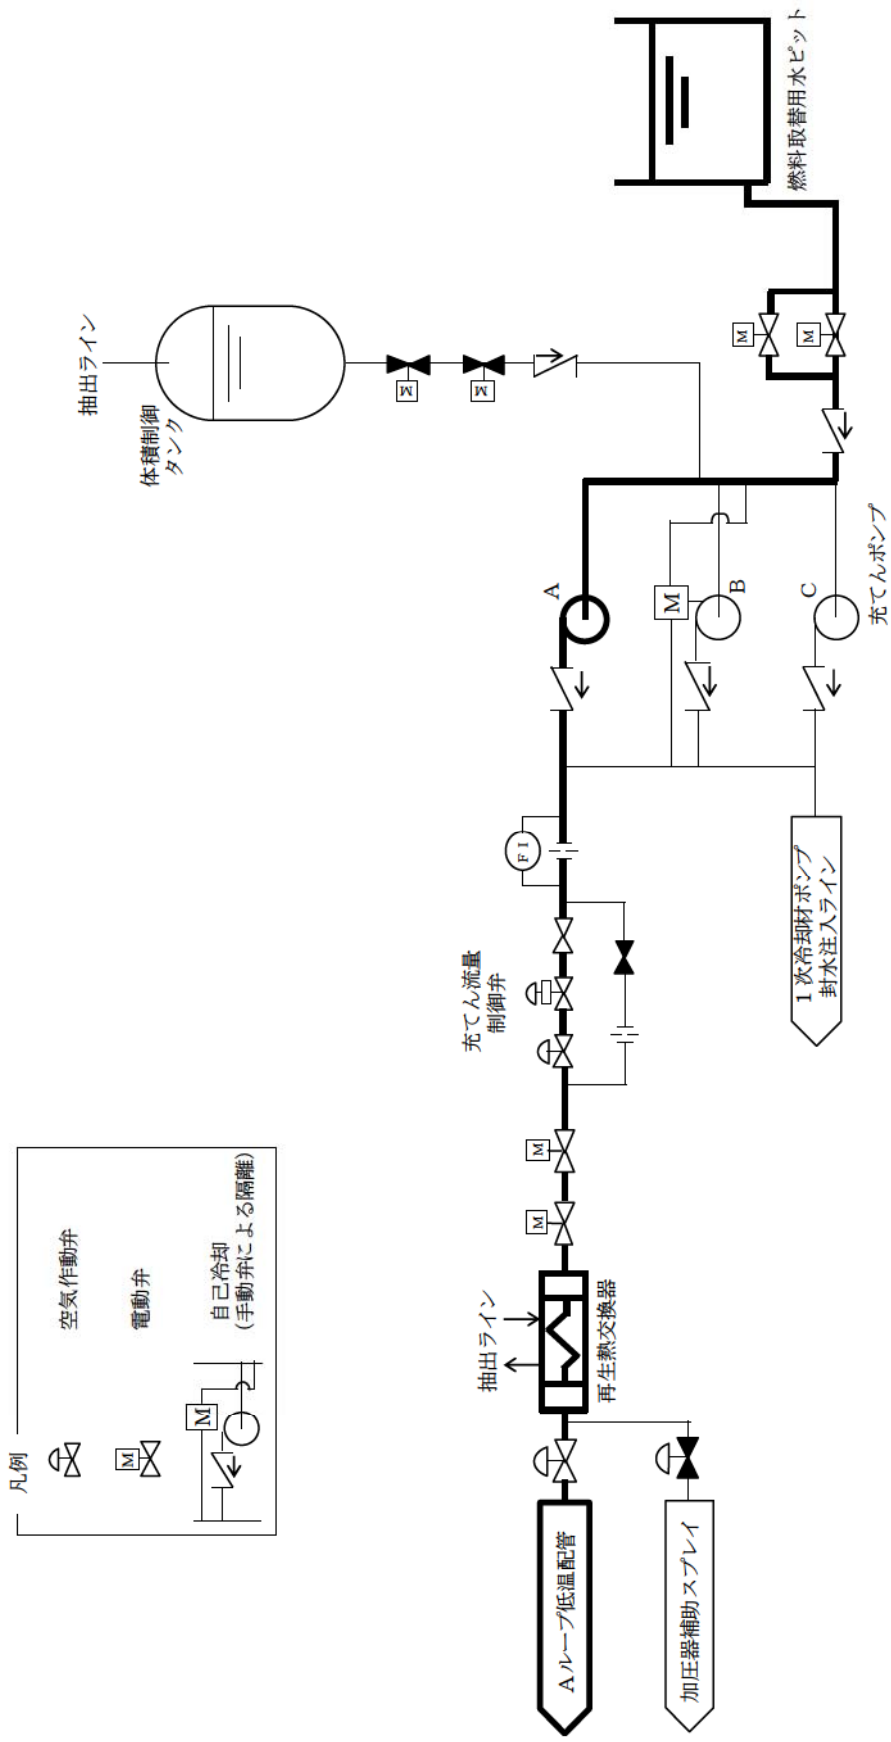 凡例
空気作動弁
M
電動弁
M
自己冷却
(手動弁による隔離)
抽出ライン
体積制御
タンク
M
M
燃料取替用水ピット
M
M
A
M
B
C
充てんポンプ
F I
充てん流量
制御弁
1 次冷却材ポンプ
封水注入ライン
M
M
抽出ライン
再生熱交換器
Aループ低温配管
加圧器補助スプレイ